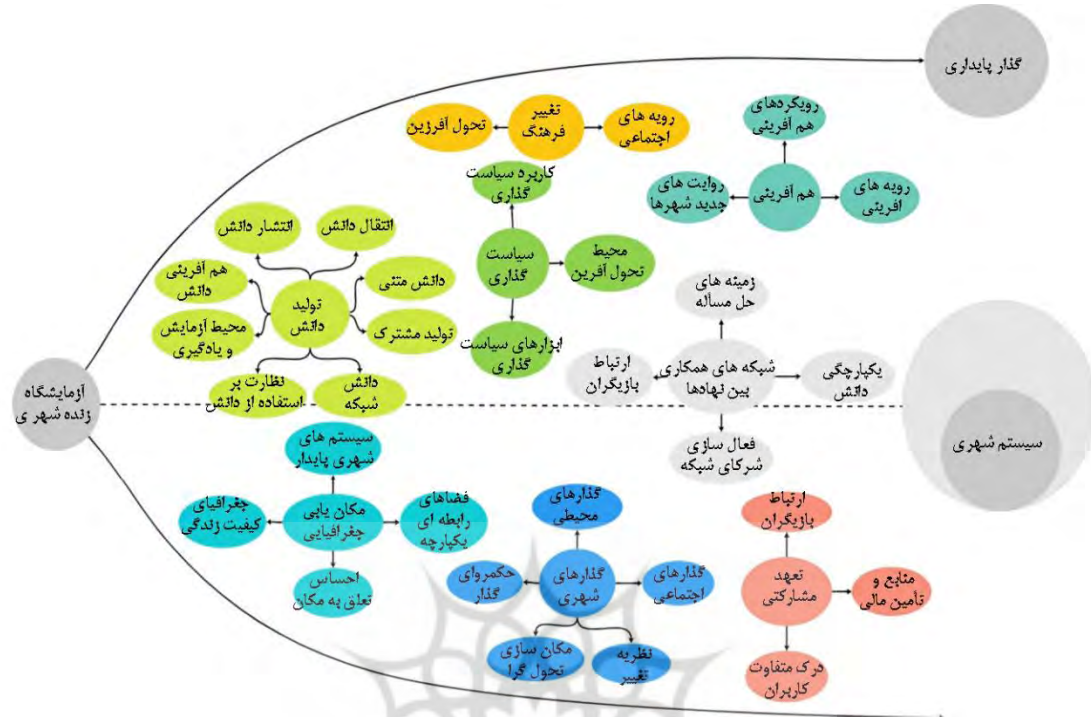 گذار پایداری
رویکردهای
هم آفرینی
تغییر
فرهنگ
رویه های
اجتماعی
تحول آفرزین
هم آفرینی
رویه های
افرینی
روایت های
جدید شهرها
کاربره سیاست
گذاری
سیاست
گذاری
محیط
تحول آفرین
ابزارهای سیاست
گذاری
انتقال دانش
انتشار دانش
دانش متنی
هم آفرینی
دانش
تولید
دانش
تولید مشترک
محیط آزمایش
و یادگیری
دانش
شبکه
نظارت بر
استفاده از دانش
زمینه های
حل مسأله
شبکه های همکاری
بین نهادها
یکپارچگی
دانش
ارتباط
بازیگران
فعال سازی
شرکای شبکه
آزمایشگاه
زنده شهر ی
سیستم شهری
سیستم های
شهری پایدار
مکان یابی
جغرافیایی
فضاهای
رابطه ای
یکپارچه
جغرافیای
کیفیت زندگی
احساس
تعلق به مکان
گذارهای
محیطی
گذارهای
شهری
گذارهای
اجتماعی
حکمروای
گذار
نظریه
تغییر
مکان سازی
تحول گرا
ارتباط
بازیگران
تعهد
مشارکتی
منابع و
تأمین مالی
درک متفاوت
کاربران